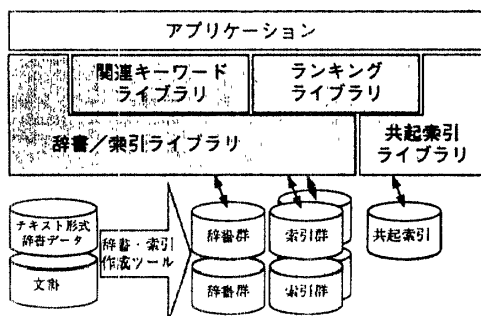 アプリケーション
関連キーワード
ライブラリ
ランキング
ライブラリ
辞書／索引ライブラリ
共起索引
ライブラリ
テキスト形式
辞書データ
文書
辞書・索引
作成ツール
辞書群
索引群
共起索引
辞書群
索引群